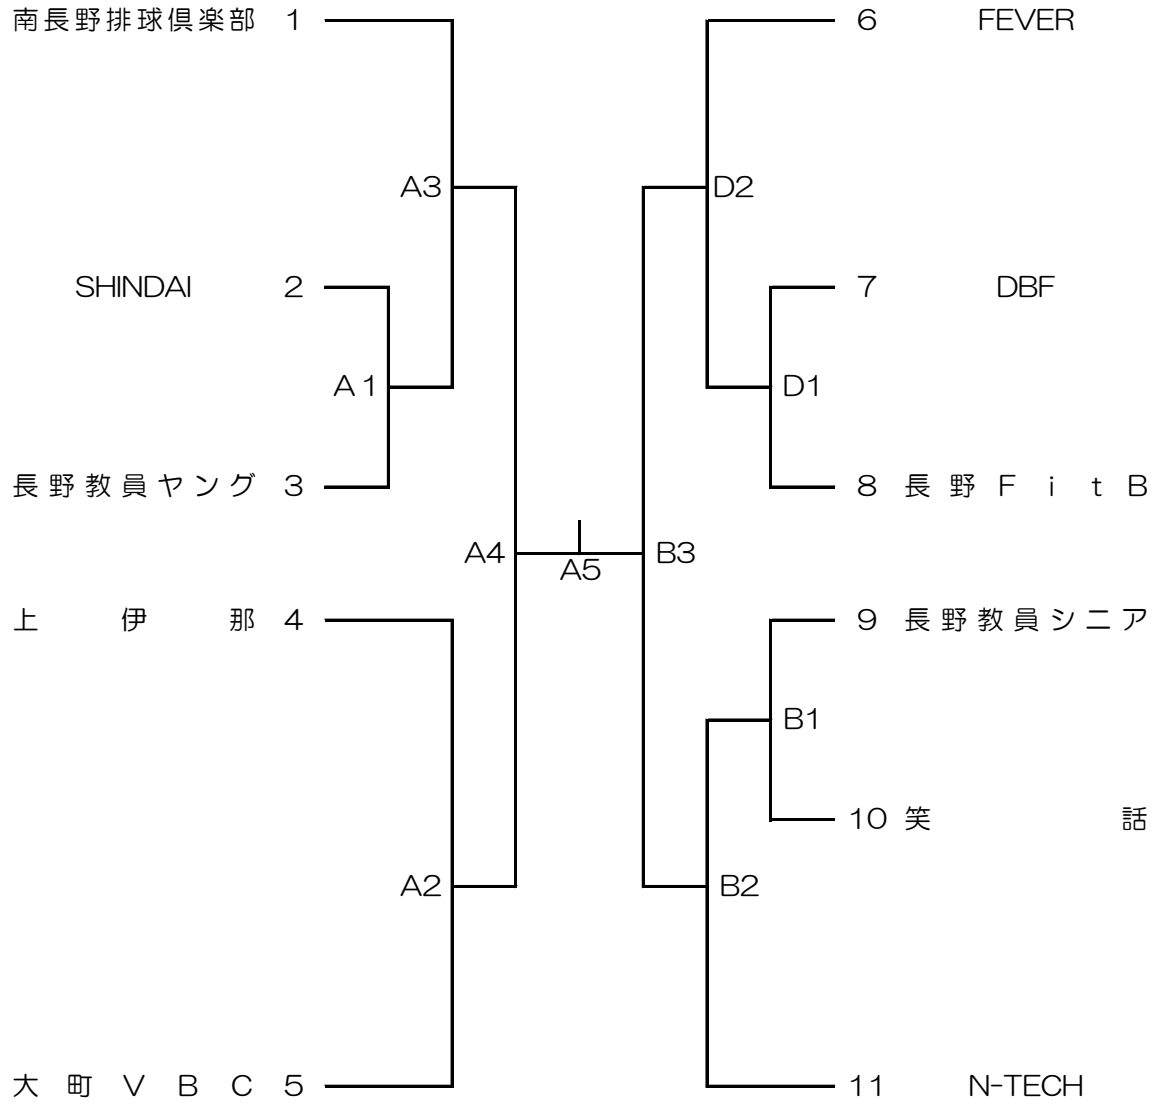 南長野排球倶楽部 1
6 FEVER
A3
D2
SHINDAI 2
7 DBF
A1
D1
長野教員ヤング 3
8 長野FitB
A4
A5
B3
上伊那 4
9 長野教員シニア
B1
10 笑話
A2
B2
大町VBC 5
11 N-TECH